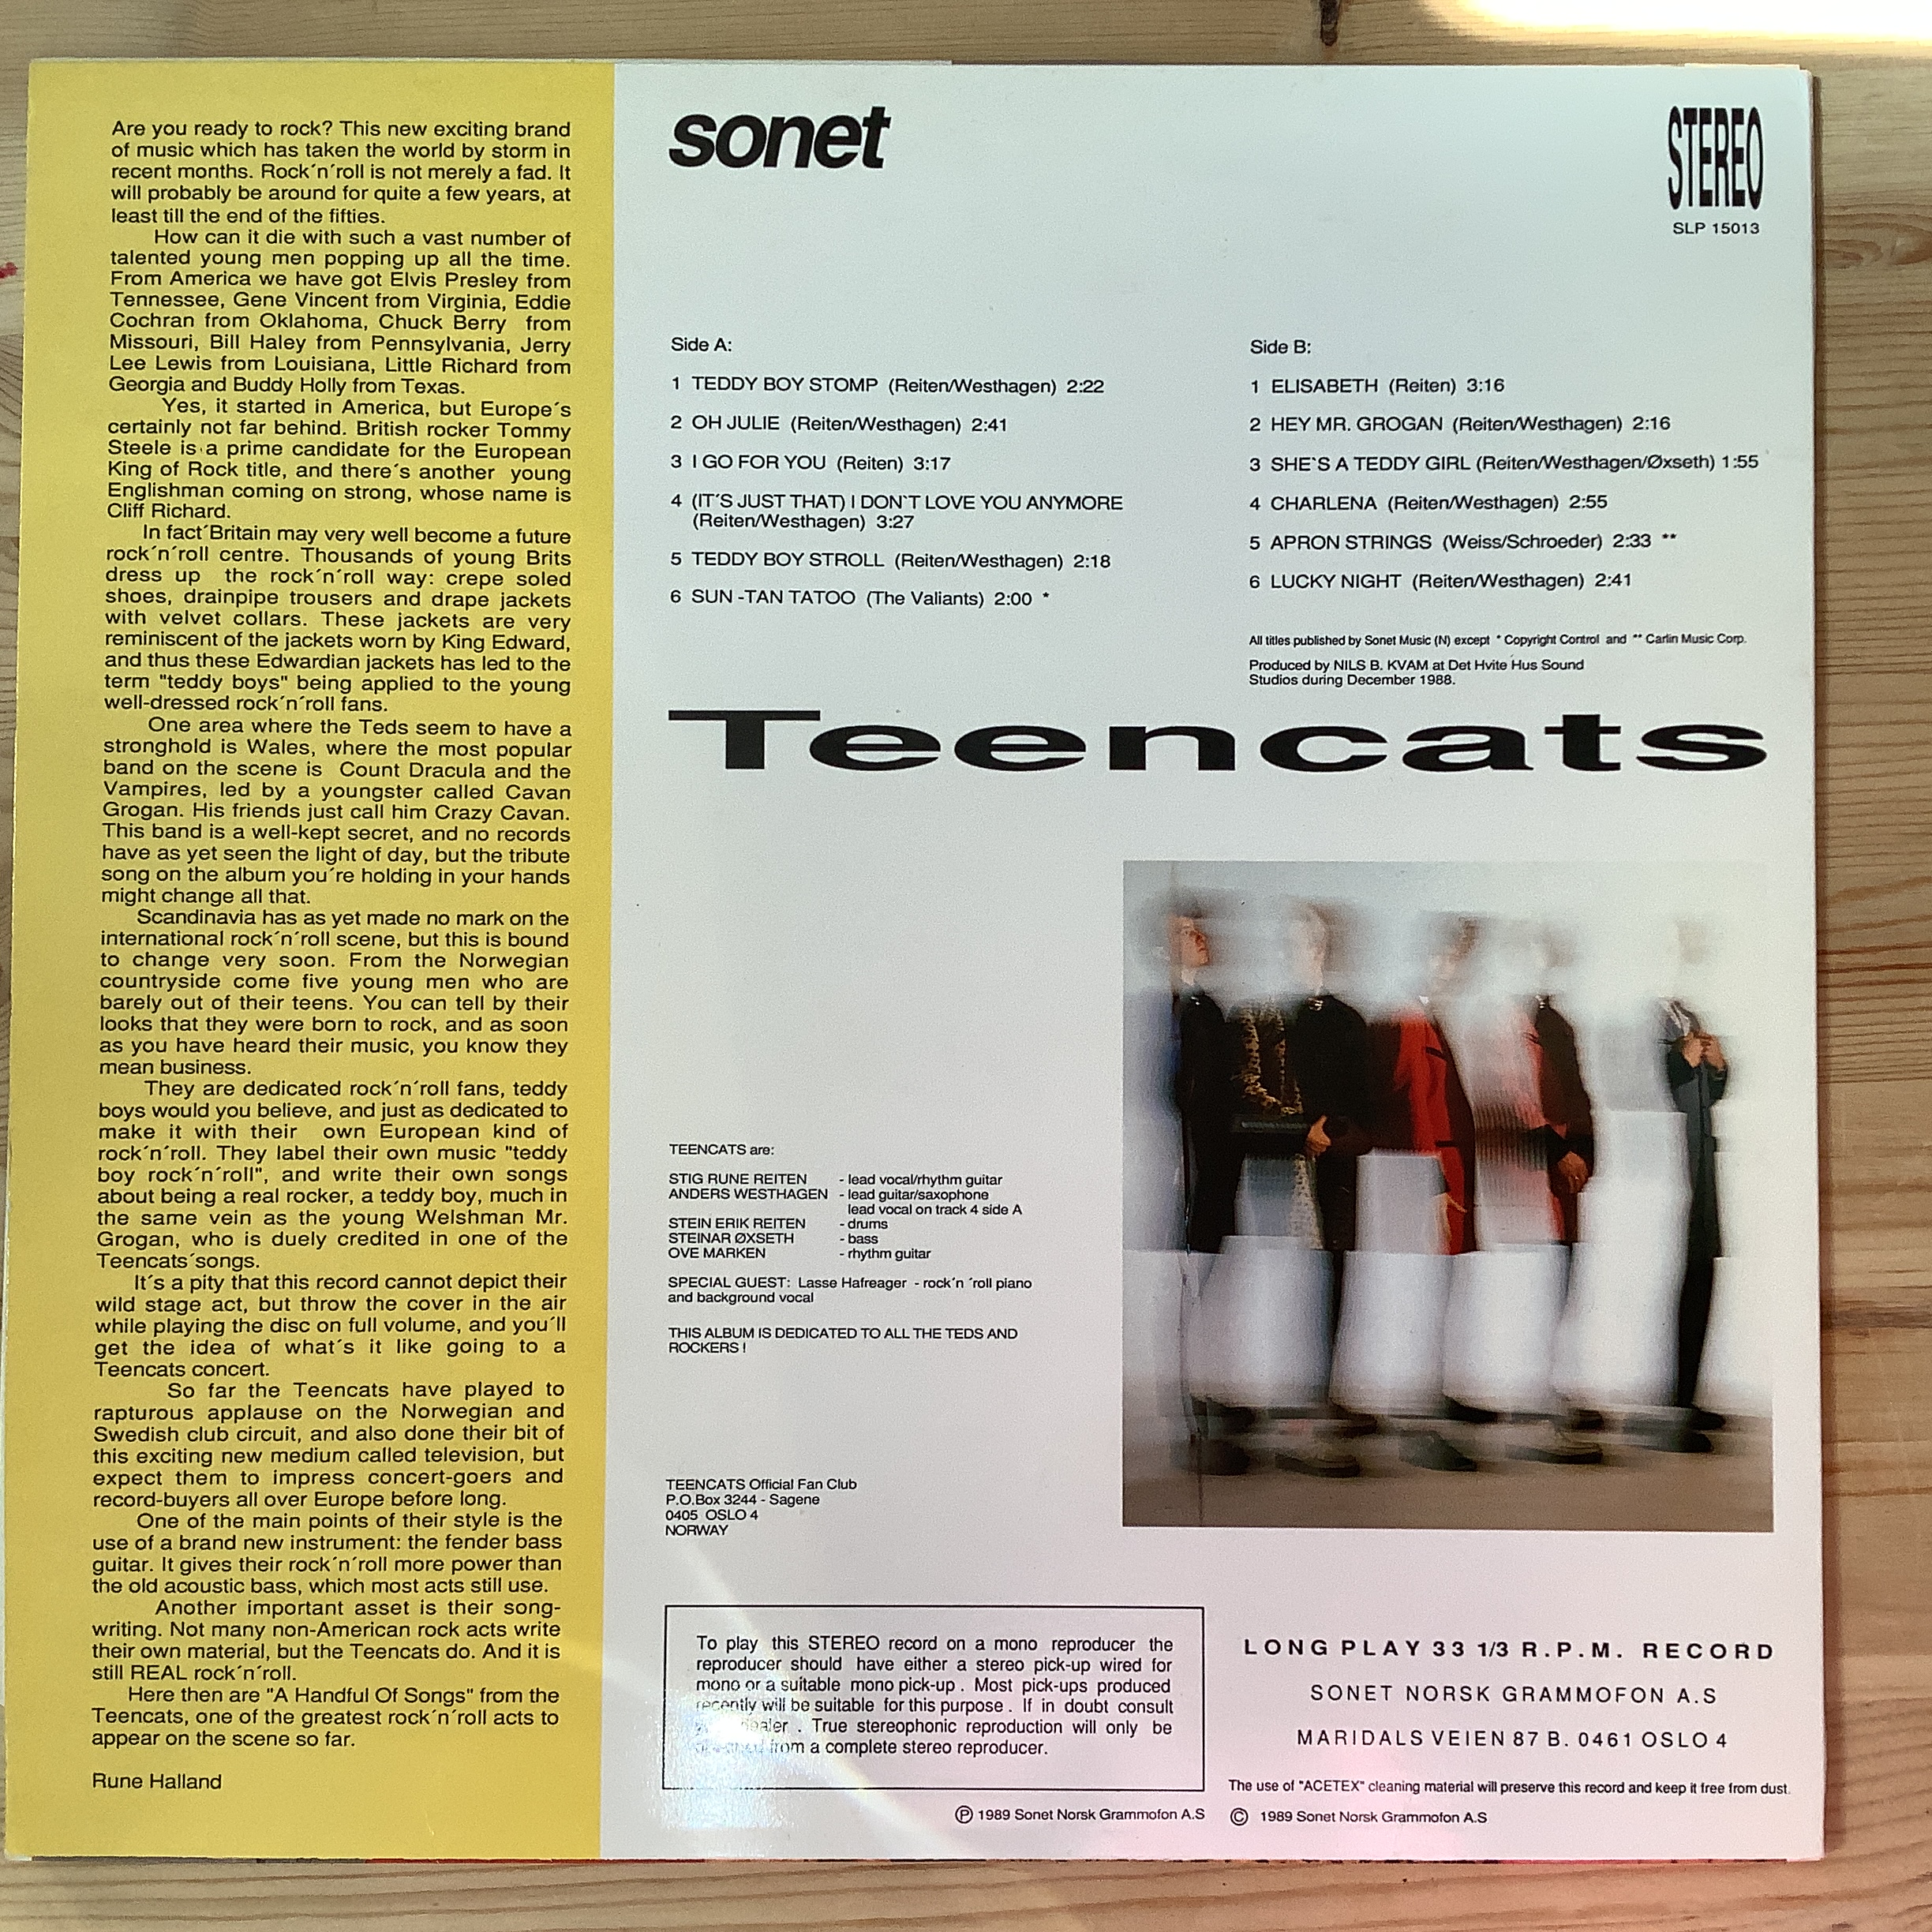 Are you ready to rock? This new exciting brand
of music which has taken the world by storm in
recent months. Rock´n´roll is not merely a fad. It
will probably be around for quite a few years, at
least till the end of the fifties.
How can it die with such a vast number of
talented young men popping up all the time.
From America we have got Elvis Presley from
Tennessee, Gene Vincent from Virginia, Eddie
Cochran from Oklahoma, Chuck Berry from
Missouri, Bill Haley from Pennsylvania, Jerry
Lee Lewis from Louisiana, Little Richard from
Georgia and Buddy Holly from Texas.
Yes, it started in America, but Europe´s
certainly not far behind. British rocker Tommy
Steele is a prime candidate for the European
King of Rock title, and there´s another young
Englishman coming on strong, whose name is
Cliff Richard.
In fact´Britain may very well become a future
rock´n´roll centre. Thousands of young Brits
dress up the rock´n´roll way: crepe soled
shoes, drainpipe trousers and drape jackets
with velvet collars. These jackets are very
reminiscent of the jackets worn by King Edward,
and thus these Edwardian jackets has led to the
term "teddy boys" being applied to the young
well-dressed rock´n´roll fans.
One area where the Teds seem to have a
stronghold is Wales, where the most popular
band on the scene is Count Dracula and the
Vampires, led by a youngster called Cavan
Grogan. His friends just call him Crazy Cavan.
This band is a well-kept secret, and no records
have as yet seen the light of day, but the tribute
song on the album you´re holding in your hands
might change all that.
Scandinavia has as yet made no mark on the
international rock´n´roll scene, but this is bound
to change very soon. From the Norwegian
countryside come five young men who are
barely out of their teens. You can tell by their
looks that they were born to rock, and as soon
as you have heard their music, you know they
mean business.
They are dedicated rock´n´roll fans, teddy
boys would you believe, and just as dedicated to
make it with their own European kind of
rock´n´roll. They label their own music "teddy
boy rock´n´roll", and write their own songs
about being a real rocker, a teddy boy, much in
the same vein as the young Welshman Mr.
Grogan, who is duely credited in one of the
Teencats´songs.
It´s a pity that this record cannot depict their
wild stage act, but throw the cover in the air
while playing the disc on full volume, and you´ll
get the idea of what´s it like going to a
Teencats concert.
So far the Teencats have played to
rapturous applause on the Norwegian and
Swedish club circuit, and also done their bit of
this exciting new medium called television, but
expect them to impress concert-goers and
record-buyers all over Europe before long.
One of the main points of their style is the
use of a brand new instrument: the fender bass
guitar. It gives their rock´n´roll more power than
the old acoustic bass, which most acts still use.
Another important asset is their song-
writing. Not many non-American rock acts write
their own material, but the Teencats do. And it is
still REAL rock´n´roll.
Here then are "A Handful Of Songs" from the
Teencats, one of the greatest rock´n´roll acts to
appear on the scene so far.
Rune Halland
sonet
STEREO
SLP 15013
Side A:
1 TEDDY BOY STOMP (Reiten/Westhagen) 2:22
2 OH JULIE (Reiten/Westhagen) 2:41
3 I GO FOR YOU (Reiten) 3:17
4 (IT´S JUST THAT) I DON`T LOVE YOU ANYMORE
(Reiten/Westhagen) 3:27
5 TEDDY BOY STROLL (Reiten/Westhagen) 2:18
6 SUN -TAN TATOO (The Valiants) 2:00 *
Side B:
1 ELISABETH (Reiten) 3:16
2 HEY MR. GROGAN (Reiten/Westhagen) 2:16
3 SHE`S A TEDDY GIRL (Reiten/Westhagen/Øxseth) 1:55
4 CHARLENA (Reiten/Westhagen) 2:55
5 APRON STRINGS (Weiss/Schroeder) 2:33 **
6 LUCKY NIGHT (Reiten/Westhagen) 2:41
All titles published by Sonet Music (N) except * Copyright Control and ** Carlin Music Corp.
Produced by NILS B. KVAM at Det Hvite Hus Sound
Studios during December 1988.
Teencats
TEENCATS are:
STIG RUNE REITEN - lead vocal/rhythm guitar
ANDERS WESTHAGEN - lead guitar/saxophone
lead vocal on track 4 side A
STEIN ERIK REITEN - drums
STEINAR ØXSETH - bass
OVE MARKEN - rhythm guitar
SPECIAL GUEST: Lasse Hafreager - rock´n ´roll piano
and background vocal
THIS ALBUM IS DEDICATED TO ALL THE TEDS AND
ROCKERS !
TEENCATS Official Fan Club
P.O.Box 3244 - Sagene
0405 OSLO 4
NORWAY
To play this STEREO record on a mono reproducer the
reproducer should have either a stereo pick-up wired for
mono or a suitable mono pick-up . Most pick-ups produced
recently will be suitable for this purpose . If in doubt consult
dealer . True stereophonic reproduction will only be
from a complete stereo reproducer.
LONG PLAY 33 1/3 R.P.M. RECORD
SONET NORSK GRAMMOFON A.S
MARIDALS VEIEN 87 B. 0461 OSLO 4
The use of "ACETEX" cleaning material will preserve this record and keep it free from dust.
Ⓟ 1989 Sonet Norsk Grammofon A.S © 1989 Sonet Norsk Grammofon A.S